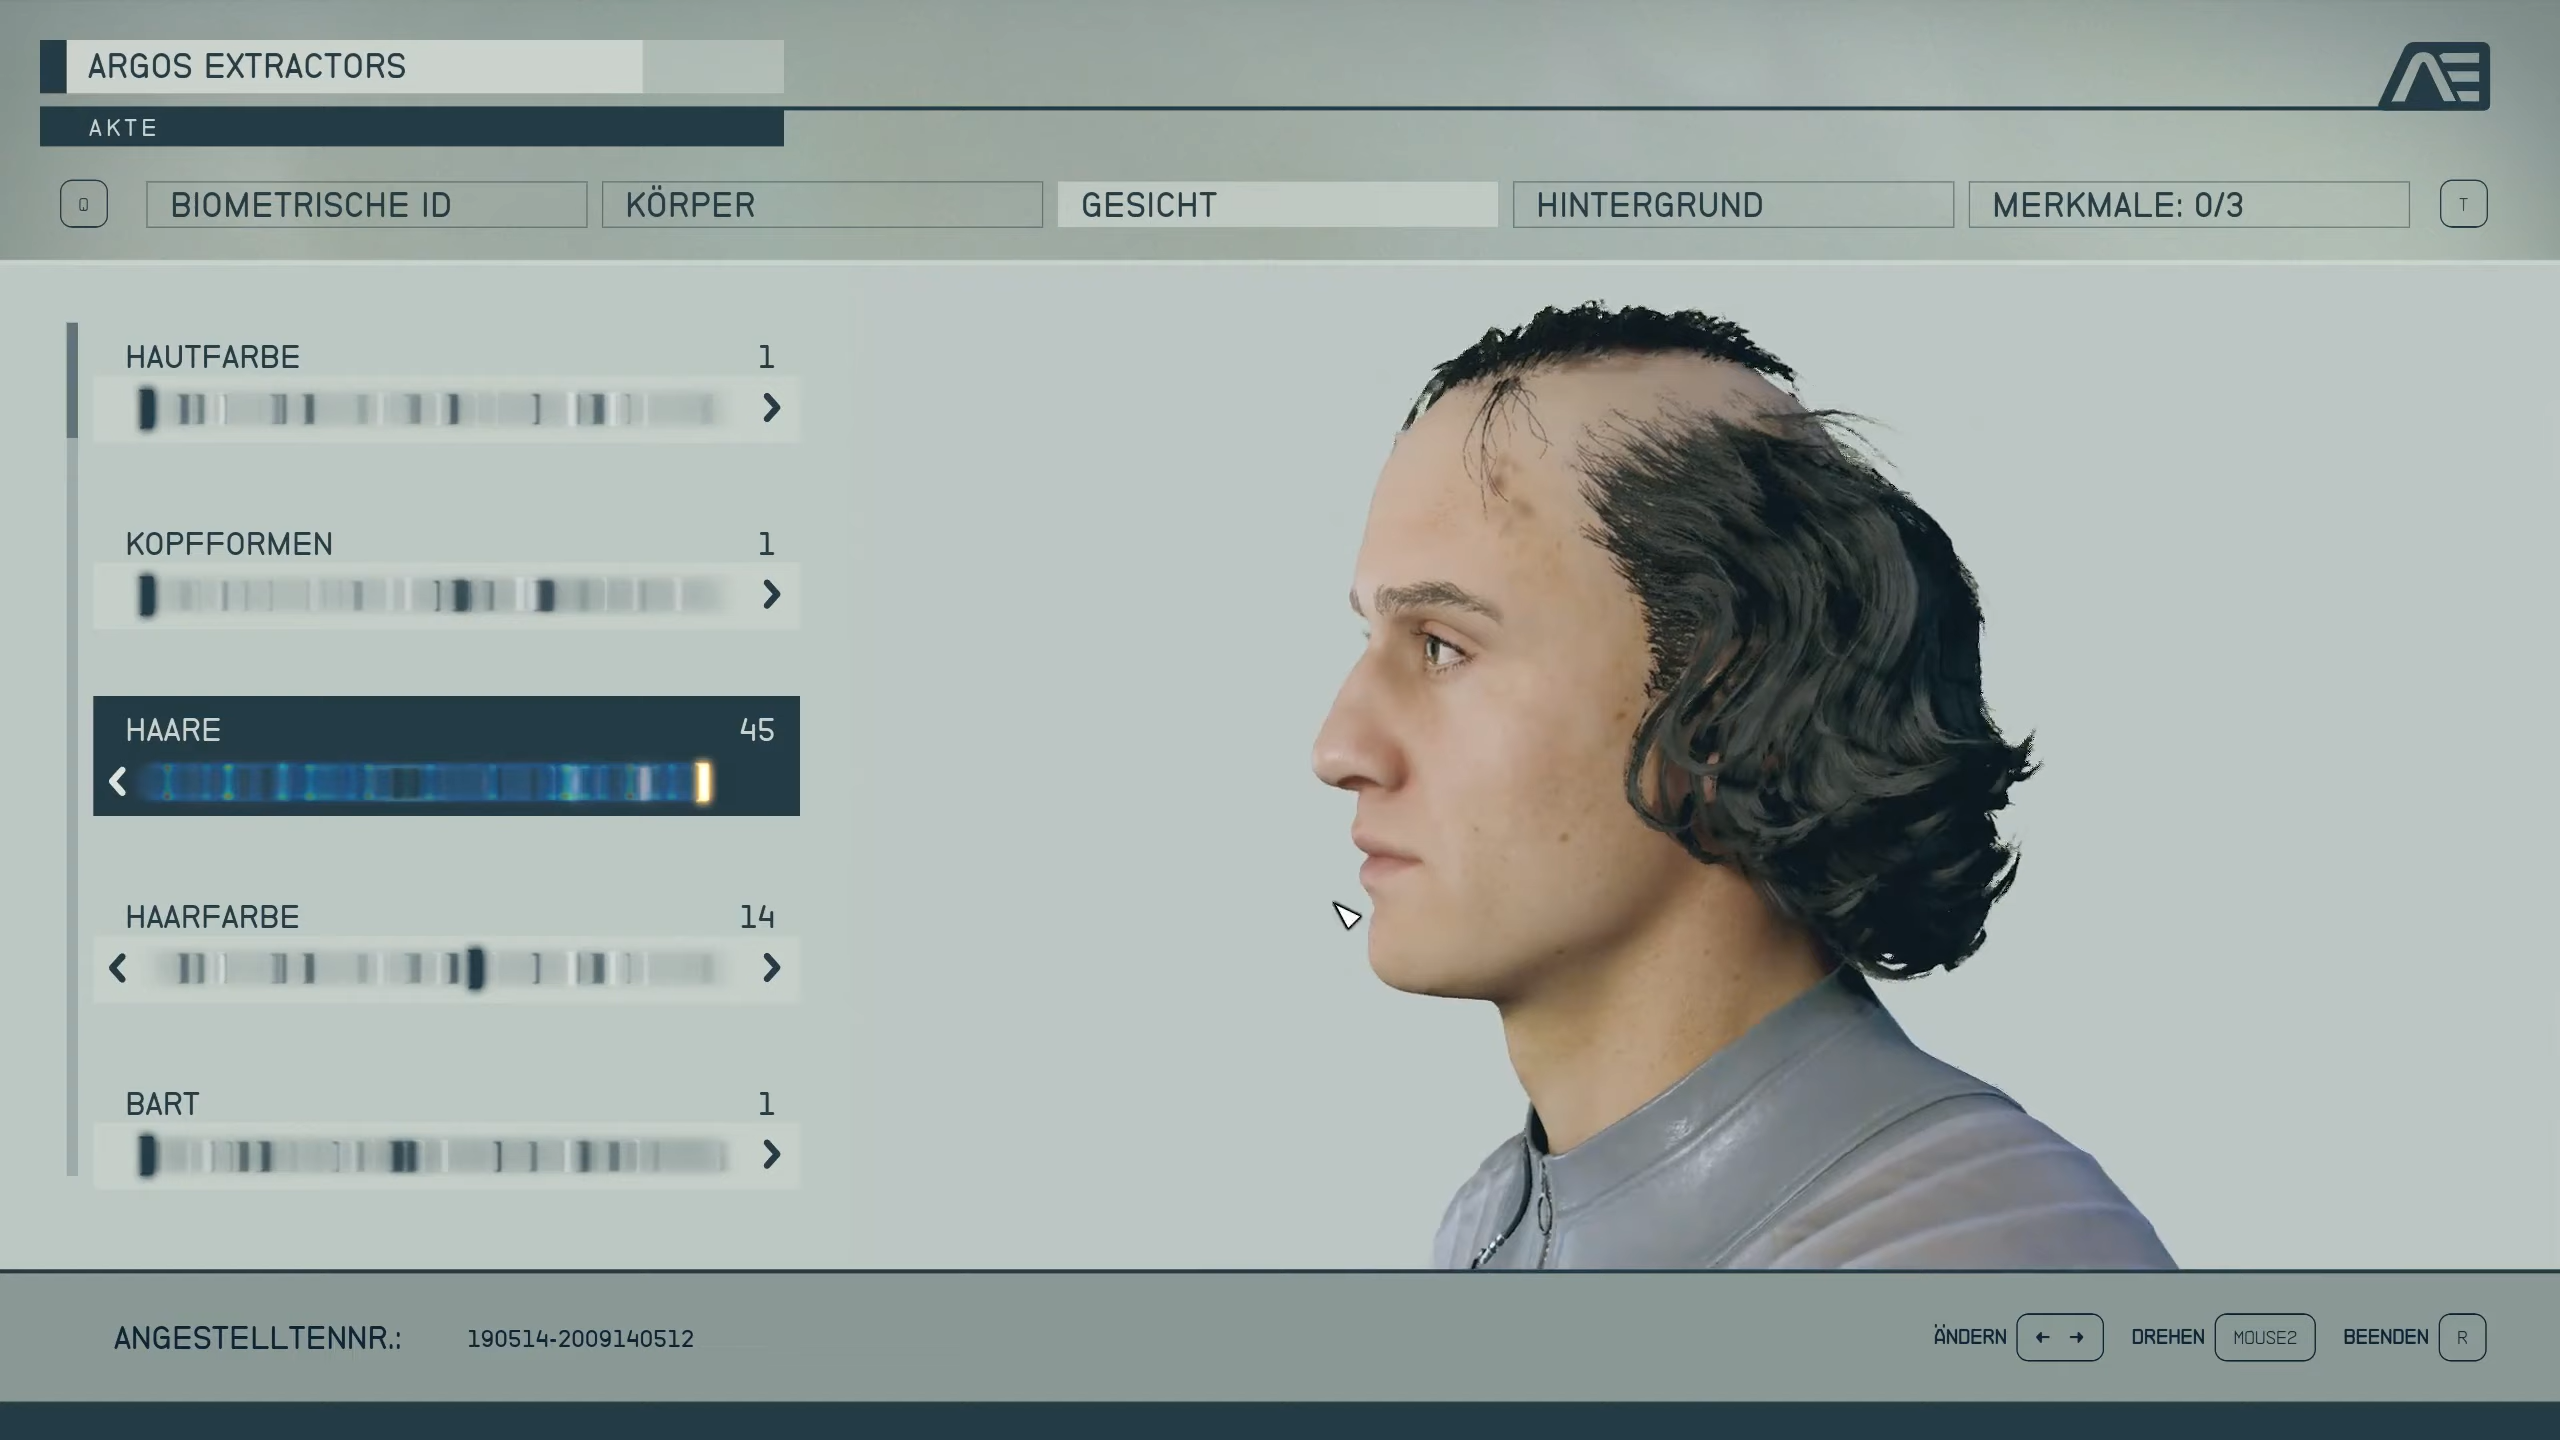 ARGOS EXTRACTORS
AE
AKTE
Q
BIOMETRISCHE ID
KÖRPER
GESICHT
HINTERGRUND
MERKMALE: 0/3
T
HAUTFARBE 1
KOPFFORMEN 1
HAARE 45
HAARFARBE 14
BART 1
ANGESTELLTENNR.: 190514-2009140512
ÄNDERN ← →
DREHEN MOUSE2
BEENDEN R